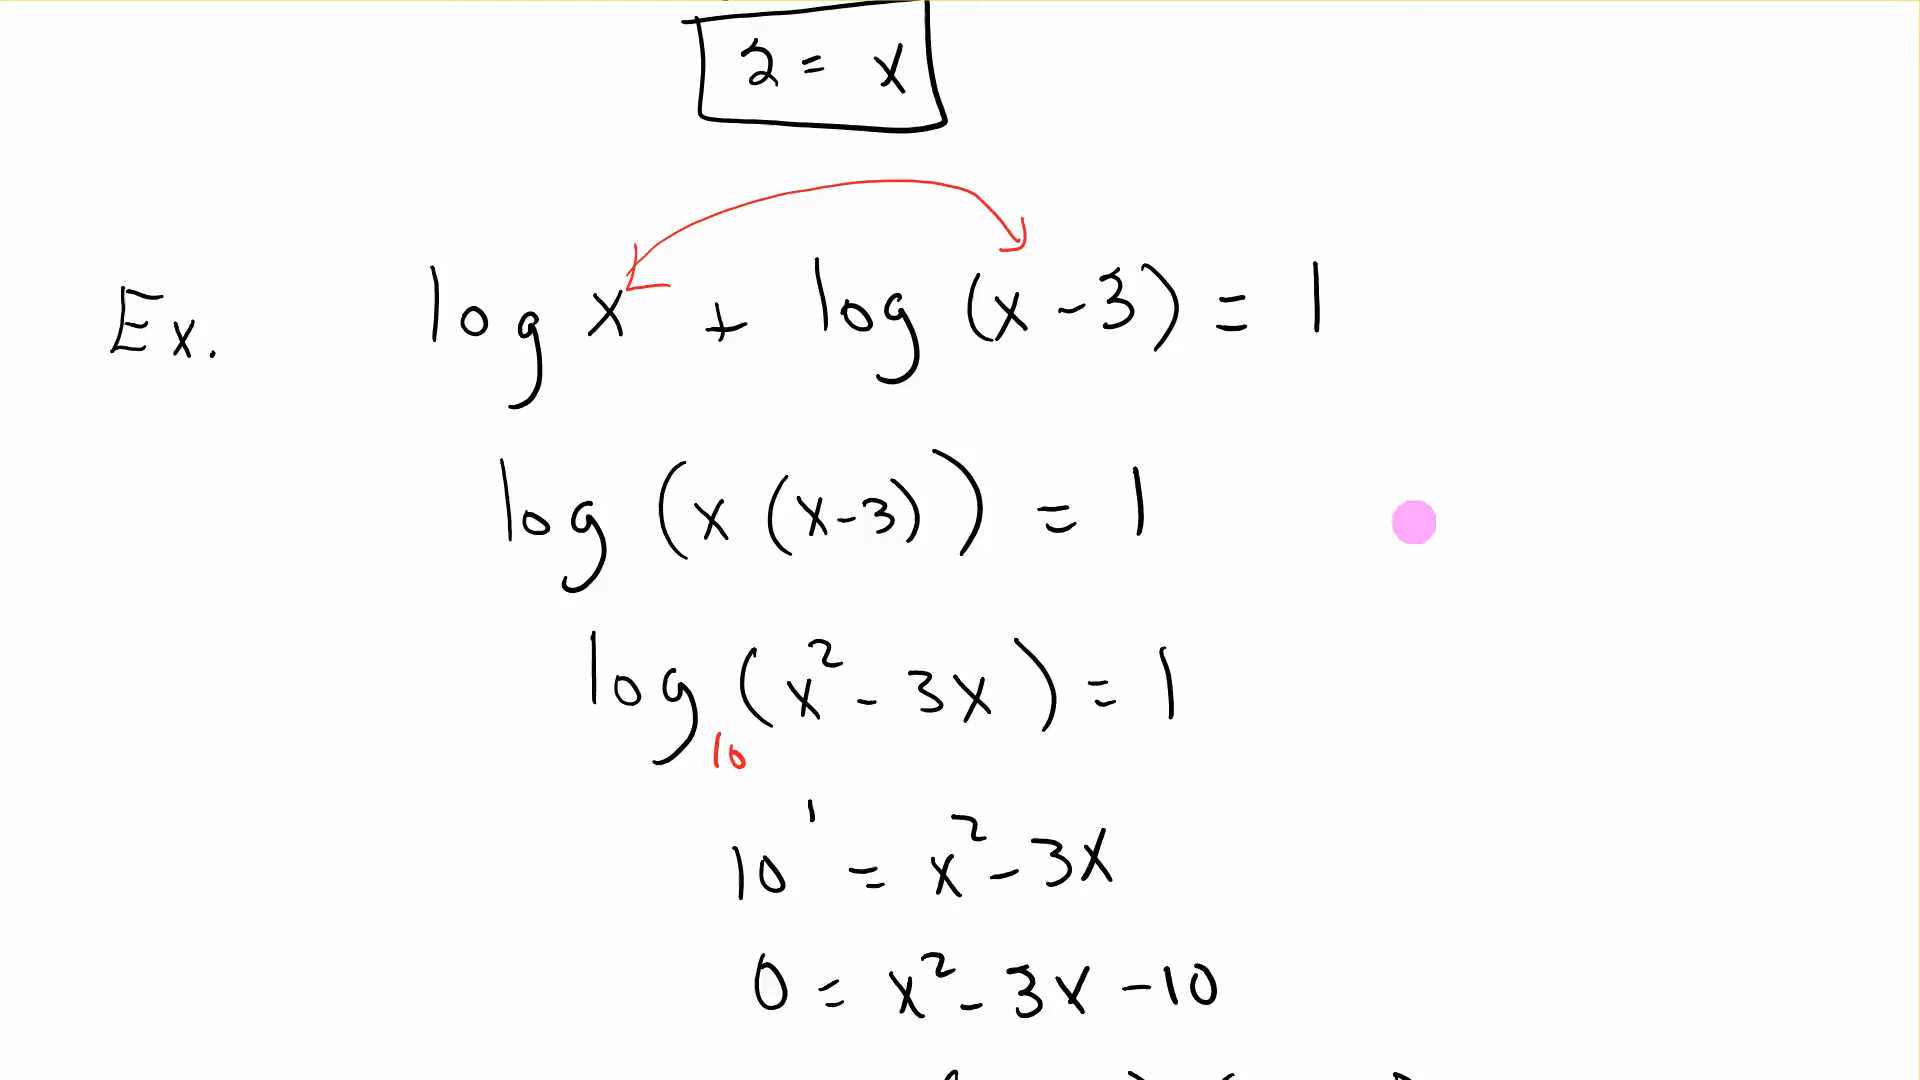 2 = x
Ex. log x + log (x - 3) = 1
log (x (x-3)) = 1
log₁₀ (x² - 3x) = 1
10¹ = x² - 3x
0 = x² - 3x - 10